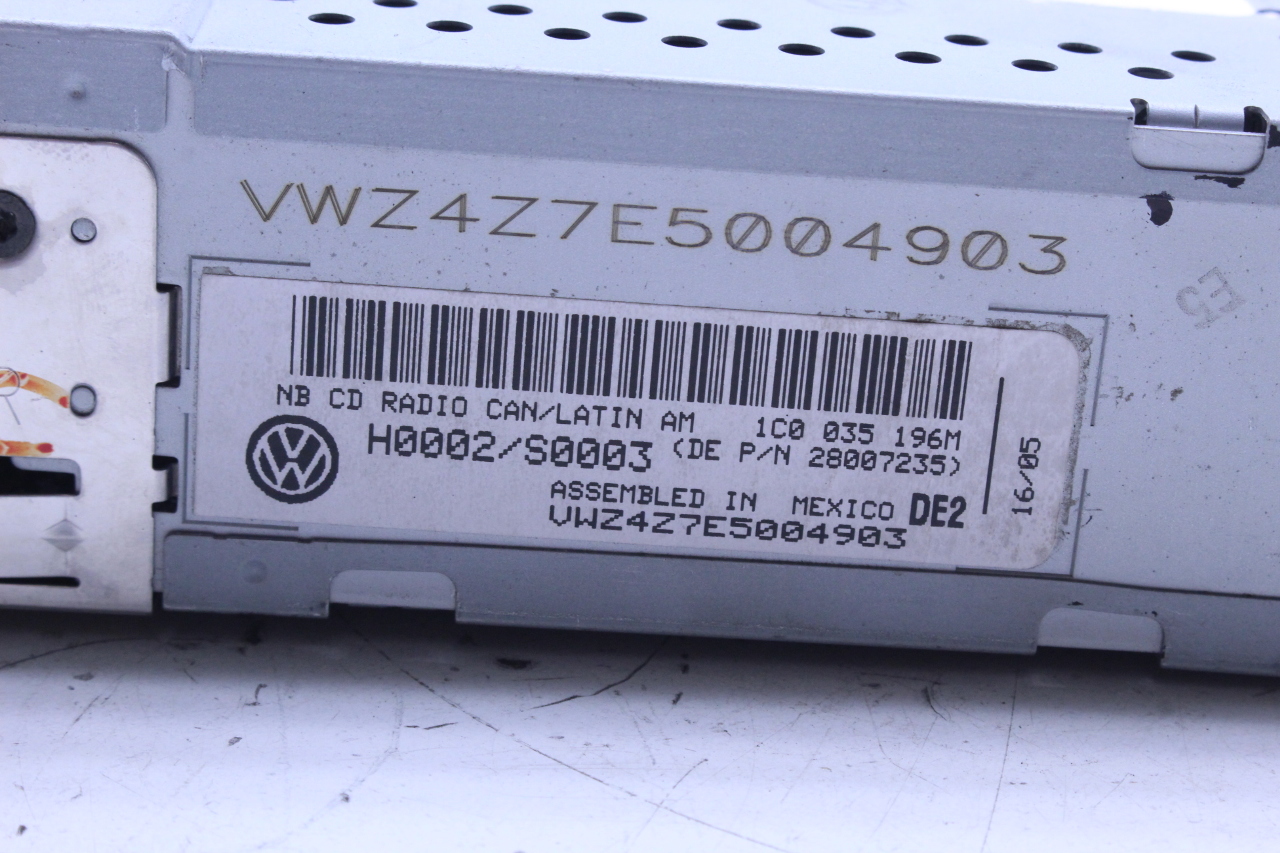 VWZ4Z7E5004903
NB CD RADIO CAN/LATIN AM 1C0 035 196M
H0002/S0003 (DE P/N 28007235)
ASSEMBLED IN MEXICO DE2
VWZ4Z7E5004903
16/05
E5